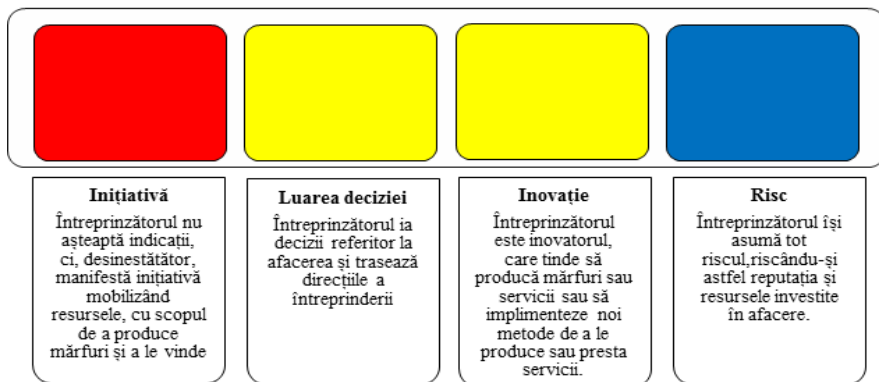 Inițiativă
Întreprinzătorul nu
așteaptă indicații,
ci, desinestătător,
manifestă inițiativă
mobilizând
resursele, cu scopul
de a produce
mărfuri și a le vinde
Luarea deciziei
Întreprinzătorul ia
decizii referitor la
afacerea și trasează
direcțiile a
întreprinderii
Inovație
Întreprinzătorul
este inovatorul,
care tinde să
producă mărfuri sau
servicii sau să
implimenteze noi
metode de a le
produce sau presta
servicii.
Risc
Întreprinzătorul își
asumă tot
riscul,riscându-și
astfel reputația și
resursele investite
în afacere.